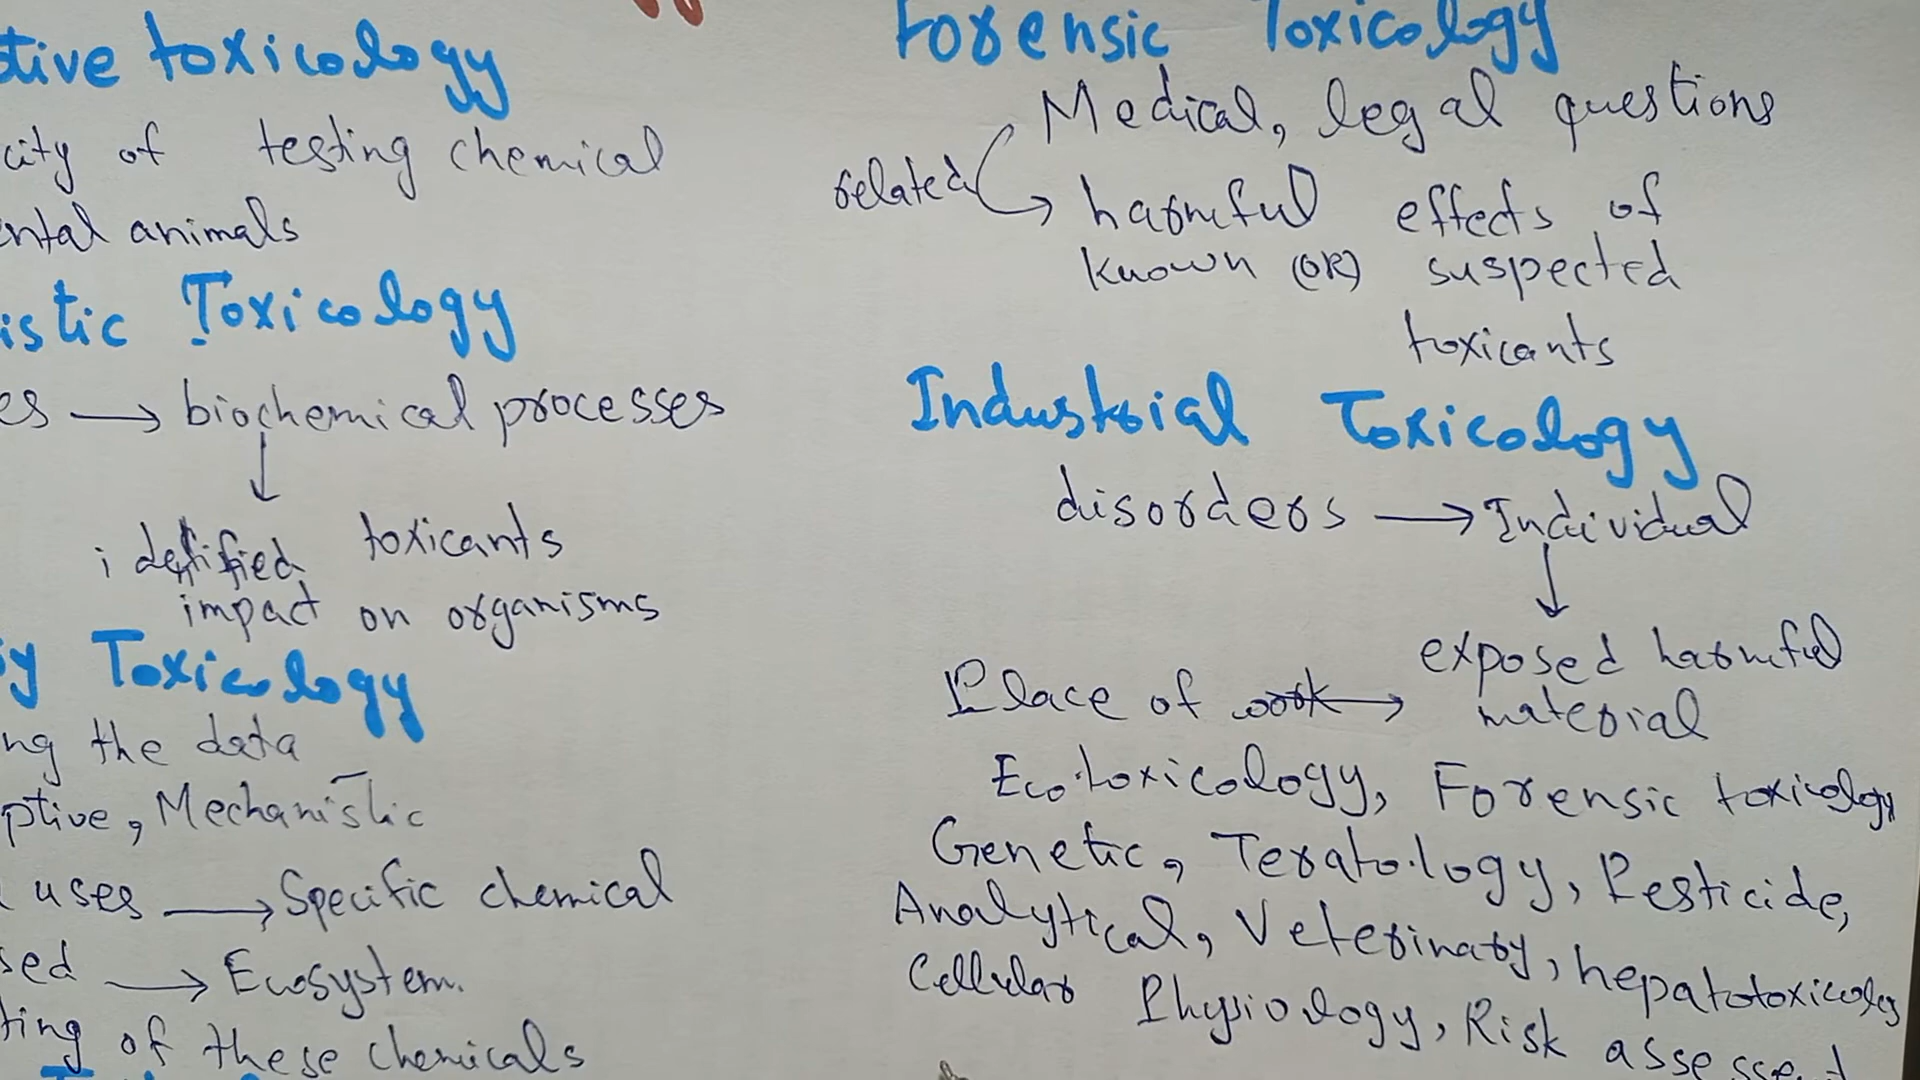 tive toxicology
city of testing chemical
ental animals
istic Toxicology
es → biochemical processes
↓
identified toxicants
impact on organisms
y Toxicology
ng the data
ptive, Mechanistic
uses → Specific chemical
sed → Ecosystem.
ting of these chemicals
Forensic Toxicology
Medical, legal questions
related → harmful effects of
known (OR) suspected
toxicants
Industrial Toxicology
disorders → Individual
↓
exposed harmful
Place of work → material
Ecotoxicology, Forensic toxicology
Genetic, Teratology, Pesticide,
Analytical, Veterinary, hepatotoxicology
Cellular Physiology, Risk